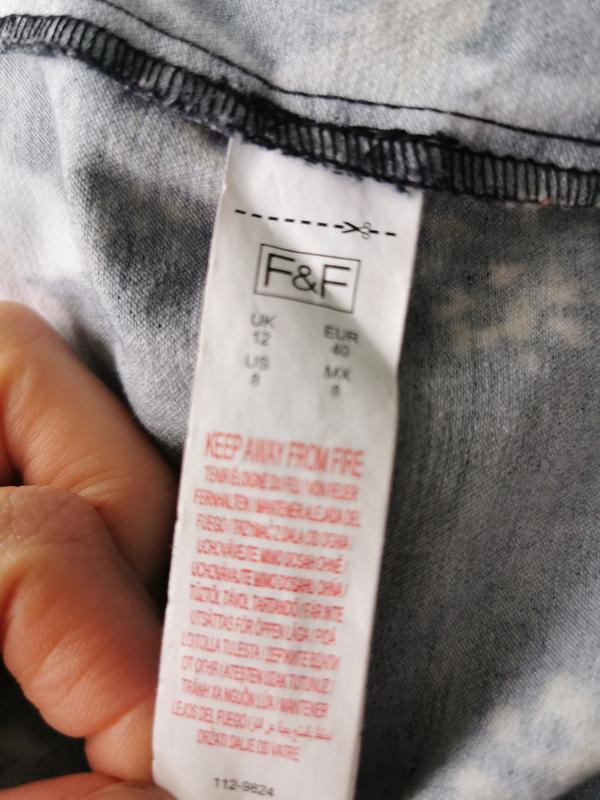 F&F
UK
12
EUR
40
US
8
MX
8
KEEP AWAY FROM FIRE
TENIR ÉLOIGNÉ DU FEU / VON FEUER
FERNHALTEN / MANTENER ALEJADA DEL
FUEGO / TRZYMAĆ Z DALA OD OGNIA /
UCHOVÁVEJTE MIMO DOSAH OHNĚ /
UCHOVÁVAJTE MIMO DOSAHU OHŇA /
TŰZTŐL TÁVOL TARTANDÓ / FÅR INTE
UTSÄTTAS FÖR ÖPPEN LÅGA / PIDÄ
LOITOLLA TULESTA / ДЕРЖИТЕ ВДАЛИ
ОТ ОГНЯ / ATEŞTEN UZAK TUTUNUZ /
TRÁNH XA NGUỒN LỬA / MANTENER
LEJOS DEL FUEGO /
DRŽATI DALJE OD VATRE
112-9824